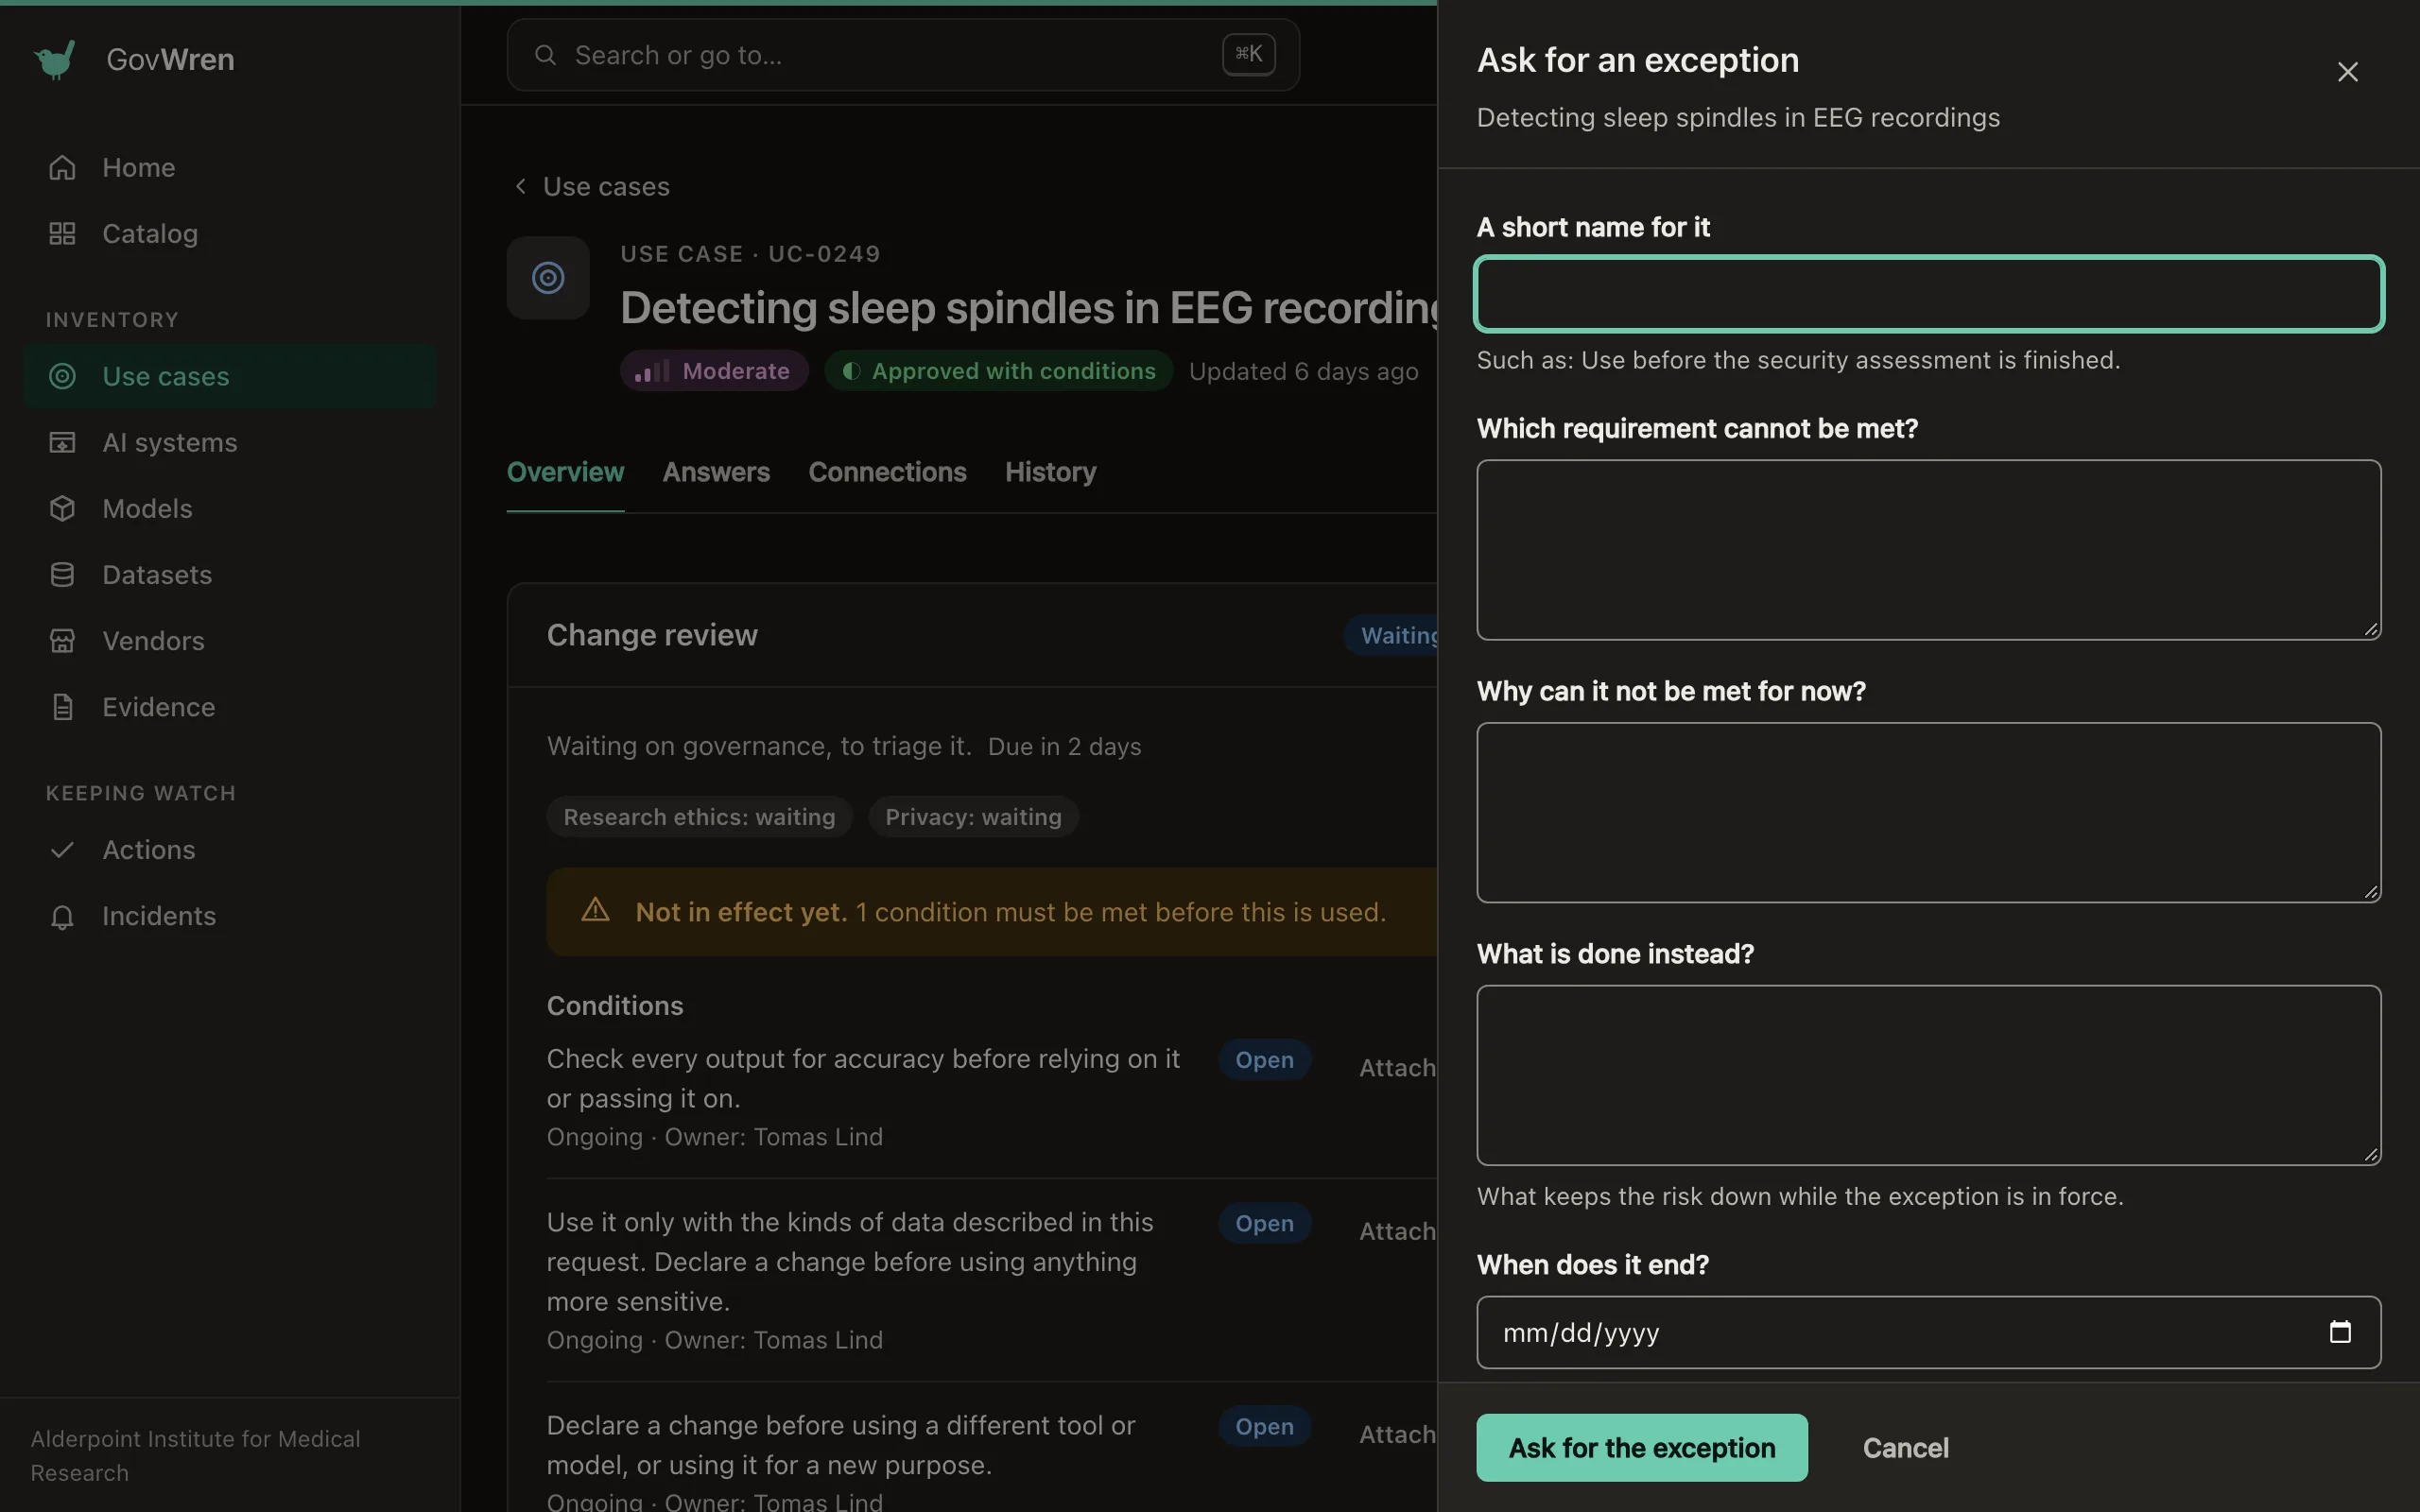 GovWren
Home
Catalog
INVENTORY
Use cases
AI systems
Models
Datasets
Vendors
Evidence
KEEPING WATCH
Actions
Incidents
Alderpoint Institute for Medical
Research
Search or go to...
⌘K
Use cases
USE CASE · UC-0249
Detecting sleep spindles in EEG recording
Moderate
Approved with conditions
Updated 6 days ago
Overview
Answers
Connections
History
Change review
Waiting
Waiting on governance, to triage it. Due in 2 days
Research ethics: waiting
Privacy: waiting
Not in effect yet. 1 condition must be met before this is used.
Conditions
Check every output for accuracy before relying on it
or passing it on.
Ongoing · Owner: Tomas Lind
Open
Attach
Use it only with the kinds of data described in this
request. Declare a change before using anything
more sensitive.
Ongoing · Owner: Tomas Lind
Open
Attach
Declare a change before using a different tool or
model, or using it for a new purpose.
Ongoing · Owner: Tomas Lind
Open
Attach
Ask for an exception
Detecting sleep spindles in EEG recordings
A short name for it
Such as: Use before the security assessment is finished.
Which requirement cannot be met?
Why can it not be met for now?
What is done instead?
What keeps the risk down while the exception is in force.
When does it end?
mm/dd/yyyy
Ask for the exception
Cancel